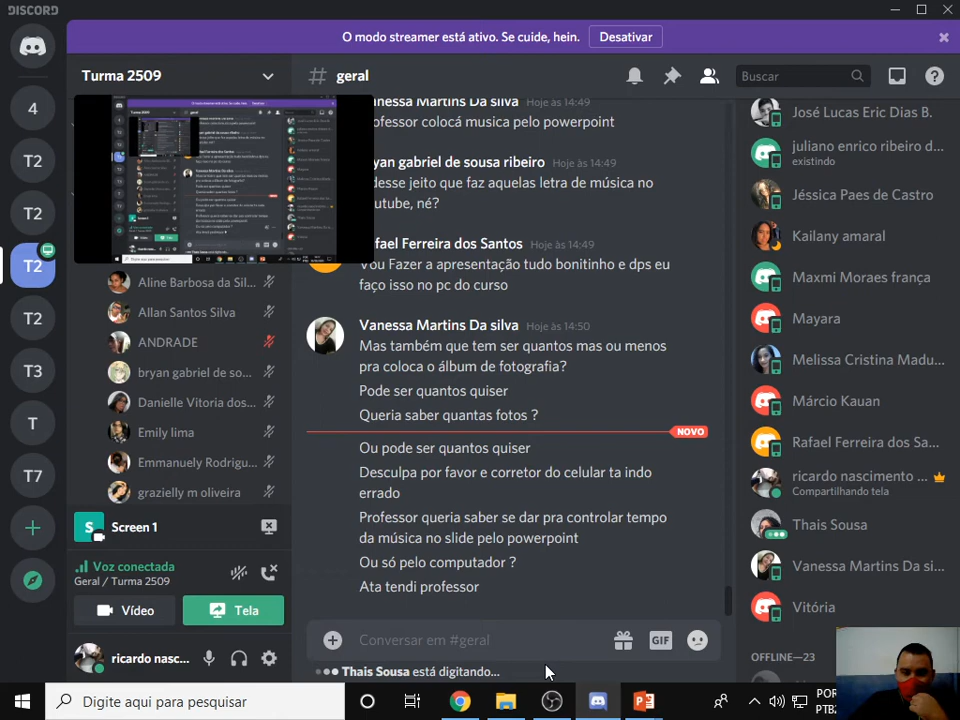 DISCORD
O modo streamer está ativo. Se cuide, hein.
Desativar
4
T2
T2
T2
T2
T3
T
T7
Turma 2509
Aline Barbosa da Sil...
Allan Santos Silva
ANDRADE
bryan gabriel de so...
Danielle Vitoria dos...
Emily lima
Emmanuely Rodrigu...
grazielly m oliveira
S
Screen 1
Voz conectada
Geral / Turma 2509
Vídeo
Tela
ricardo nasc...
# geral
Buscar
Vanessa Martins Da silva Hoje às 14:49
ofessor colocá musica pelo powerpoint
yan gabriel de sousa ribeiro Hoje às 14:49
desse jeito que faz aquelas letra de música no
utube, né?
fael Ferreira dos Santos Hoje às 14:49
Vou Fazer a apresentação tudo bonitinho e dps eu
faço isso no pc do curso
Vanessa Martins Da silva Hoje às 14:50
Mas também que tem ser quantos mas ou menos
pra coloca o álbum de fotografia?
Pode ser quantos quiser
Queria saber quantas fotos ?
NOVO
Ou pode ser quantos quiser
Desculpa por favor e corretor do celular ta indo
errado
Professor queria saber se dar pra controlar tempo
da música no slide pelo powerpoint
Ou só pelo computador ?
Ata tendi professor
Conversar em #geral
GIF
Thais Sousa está digitando...
José Lucas Eric Dias B.
juliano enrico ribeiro d...
existindo
Jéssica Paes de Castro
Kailany amaral
Maxmi Moraes frança
Mayara
Melissa Cristina Madu...
Márcio Kauan
Rafael Ferreira dos Sa...
ricardo nascimento ...
Compartilhando tela
Thais Sousa
Vanessa Martins Da si...
Vitória
OFFLINE—23
Digite aqui para pesquisar
POR
PTB2